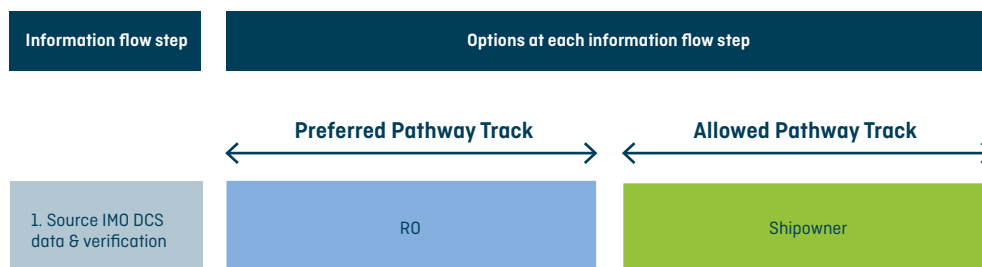 Information flow step
Options at each information flow step
Preferred Pathway Track
Allowed Pathway Track
1. Source IMO DCS
data & verification
RO
Shipowner